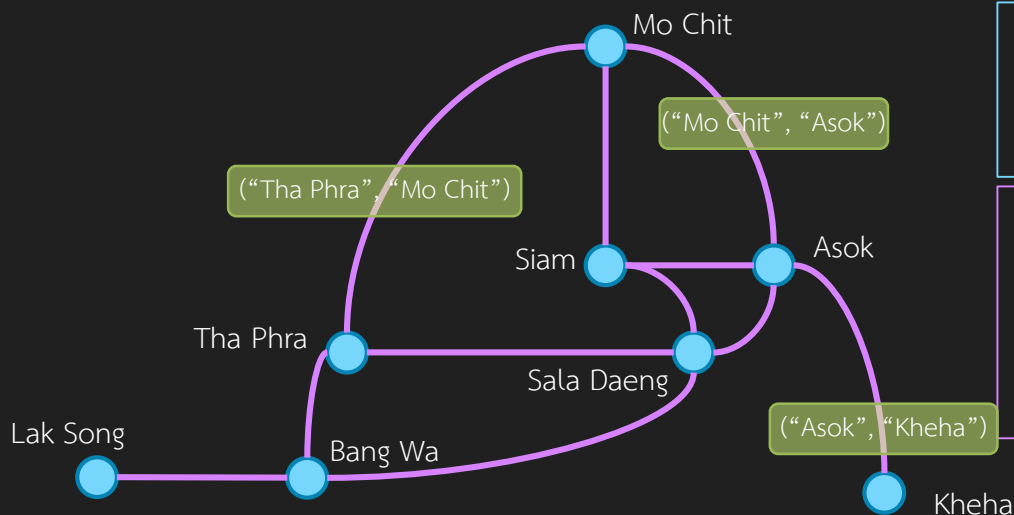 Mo Chit
(“Mo Chit”, “Asok”)
(“Tha Phra”, “Mo Chit”)
Siam
Asok
Tha Phra
Sala Daeng
(“Asok”, “Kheha”)
Lak Song
Bang Wa
Kheha